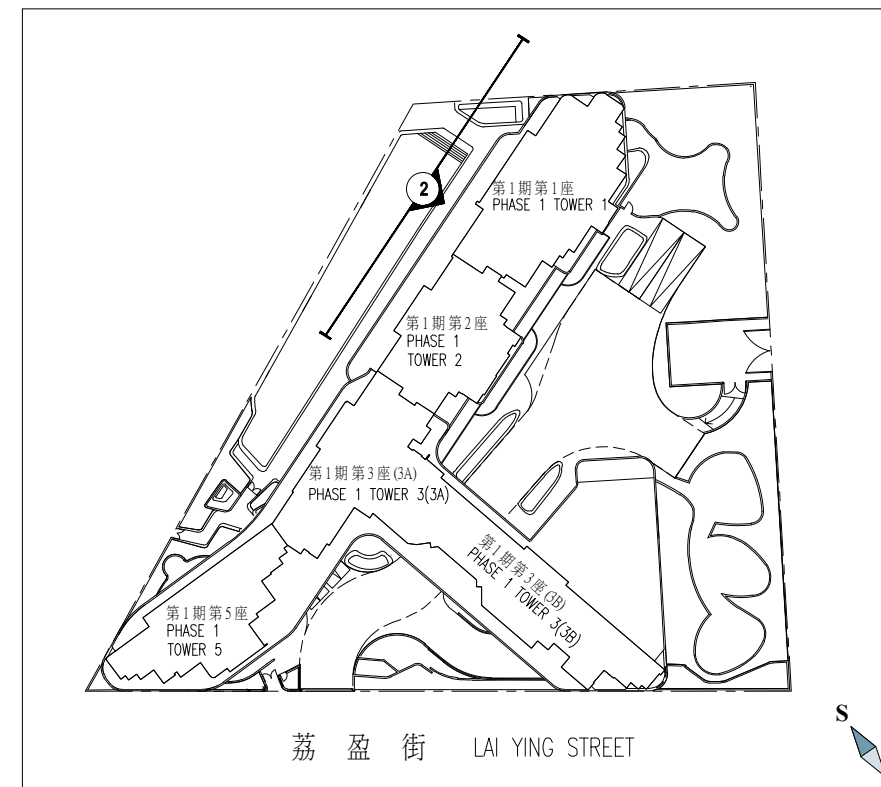 2
第1期第1座
PHASE 1 TOWER 1
第1期第2座
PHASE 1
TOWER 2
第1期第3座(3A)
PHASE 1 TOWER 3(3A)
第1期第3座(3B)
PHASE 1 TOWER 3(3B)
第1期第5座
PHASE 1
TOWER 5
S
荔盈街 LAI YING STREET